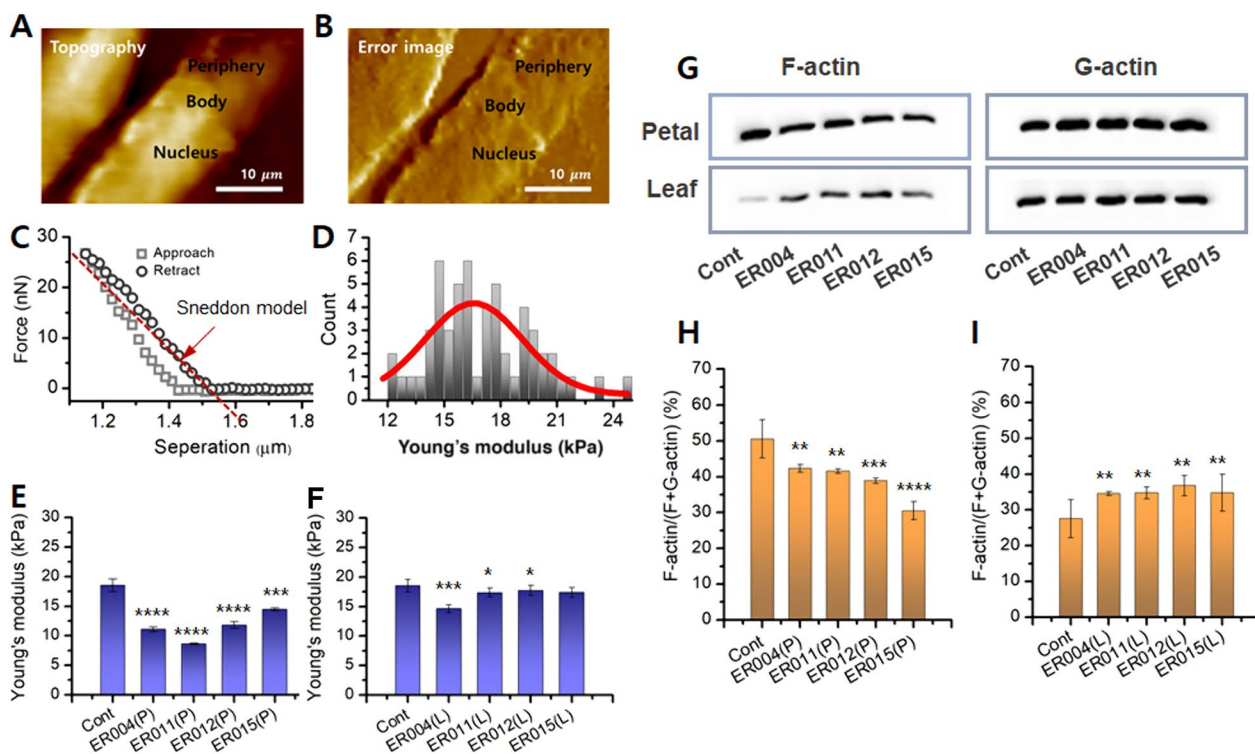 A
Topography
Periphery
Body
Nucleus
10 μm
B
Error image
Periphery
Body
Nucleus
10 μm
C
Force (nN)
30
20
10
0
Approach
Retract
Sneddon model
1.2 1.4 1.6 1.8
Seperation (μm)
D
Count
7
6
5
4
3
2
1
0
12 15 18 21 24
Young's modulus (kPa)
E
Young's modulus (kPa)
30
25
20
15
10
5
0
****
****
****
***
Cont
ER004(P)
ER011(P)
ER012(P)
ER015(P)
F
Young's modulus (kPa)
30
25
20
15
10
5
0
***
*
*
Cont
ER004(L)
ER011(L)
ER012(L)
ER015(L)
G
F-actin
G-actin
Petal
Leaf
Cont
ER004
ER011
ER012
ER015
Cont
ER004
ER011
ER012
ER015
H
F-actin/(F+G-actin) (%)
70
60
50
40
30
20
10
0
**
**
***
****
Cont
ER004(P)
ER011(P)
ER012(P)
ER015(P)
I
F-actin/(F+G-actin) (%)
70
60
50
40
30
20
10
0
**
**
**
**
Cont
ER004(L)
ER011(L)
ER012(L)
ER015(L)